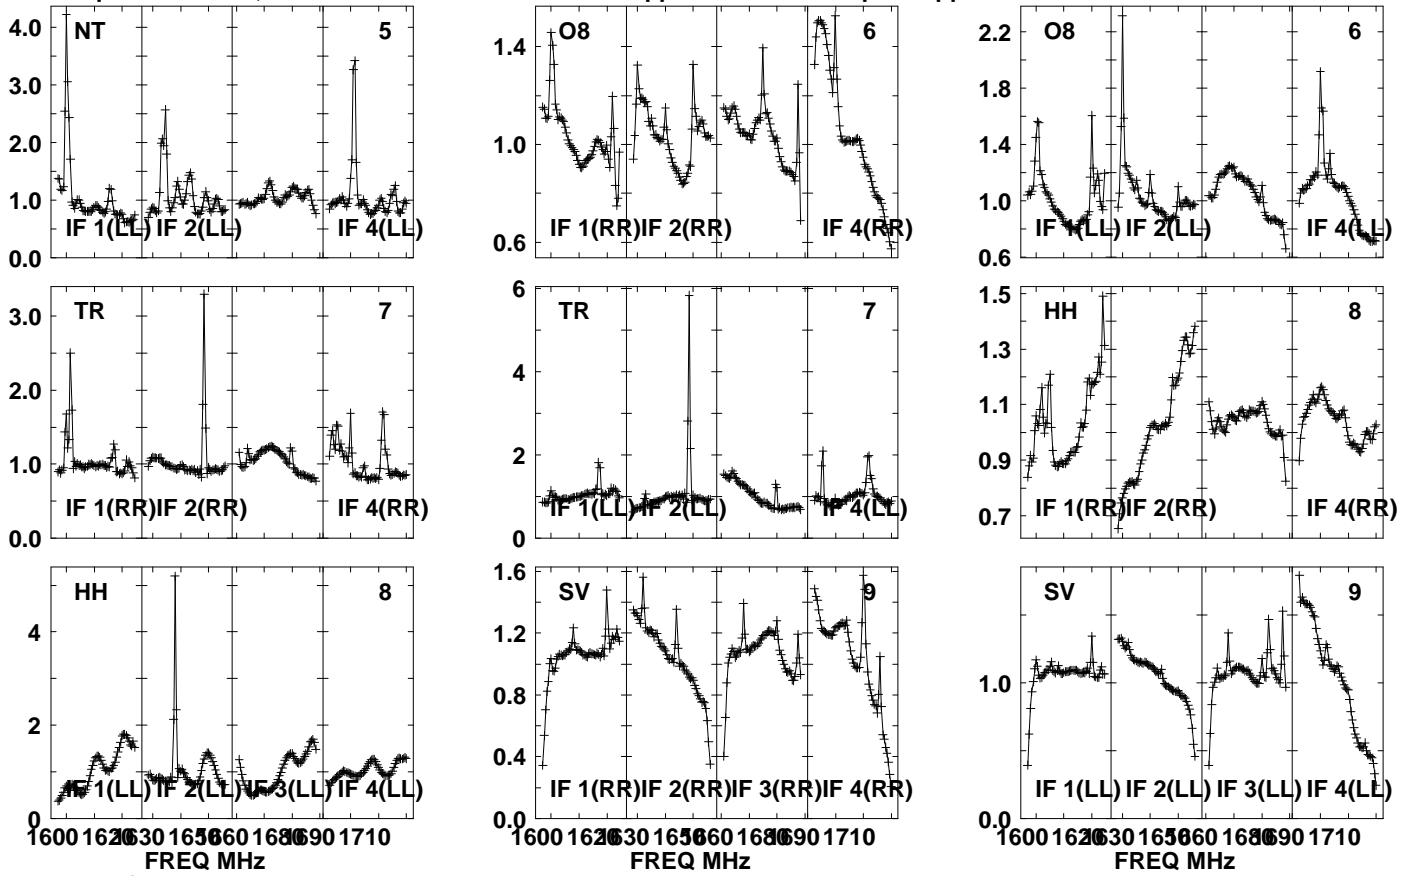 NT 5
4.0
3.0
2.0
1.0
0.0
IF 1(LL) IF 2(LL) IF 4(LL)
O8 6
1.4
1.0
0.6
IF 1(RR) IF 2(RR) IF 4(RR)
O8 6
2.2
1.8
1.4
1.0
0.6
IF 1(LL) IF 2(LL) IF 4(LL)
TR 7
3.0
2.0
1.0
0.0
IF 1(RR) IF 2(RR) IF 4(RR)
TR 7
6
4
2
0
IF 1(LL) IF 2(LL) IF 4(LL)
HH 8
1.5
1.3
1.1
0.9
0.7
IF 1(RR) IF 2(RR) IF 4(RR)
HH 8
4
2
0
IF 1(LL) IF 2(LL) IF 3(LL) IF 4(LL)
1600 1710
FREQ MHz
SV 9
1.6
1.2
0.8
0.4
0.0
IF 1(RR) IF 2(RR) IF 3(RR) IF 4(RR)
1600 1710
FREQ MHz
SV 9
1.0
0.0
IF 1(LL) IF 2(LL) IF 3(LL) IF 4(LL)
1600 1710
FREQ MHz